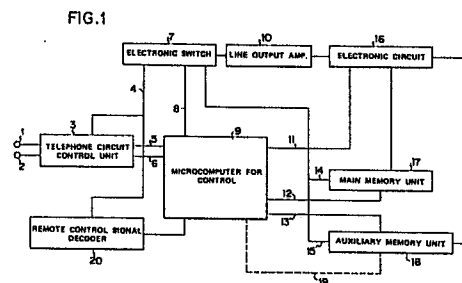 FIG.1
7
ELECTRONIC SWITCH
10
LINE OUTPUT AMP.
16
ELECTRONIC CIRCUIT
4
8
1
2
3
TELEPHONE CIRCUIT
CONTROL UNIT
5
6
9
MICROCOMPUTER FOR
CONTROL
11
14
17
MAIN MEMORY UNIT
12
13
REMOTE CONTROL SIGNAL
DECODER
20
15
AUXILIARY MEMORY UNIT
18
19